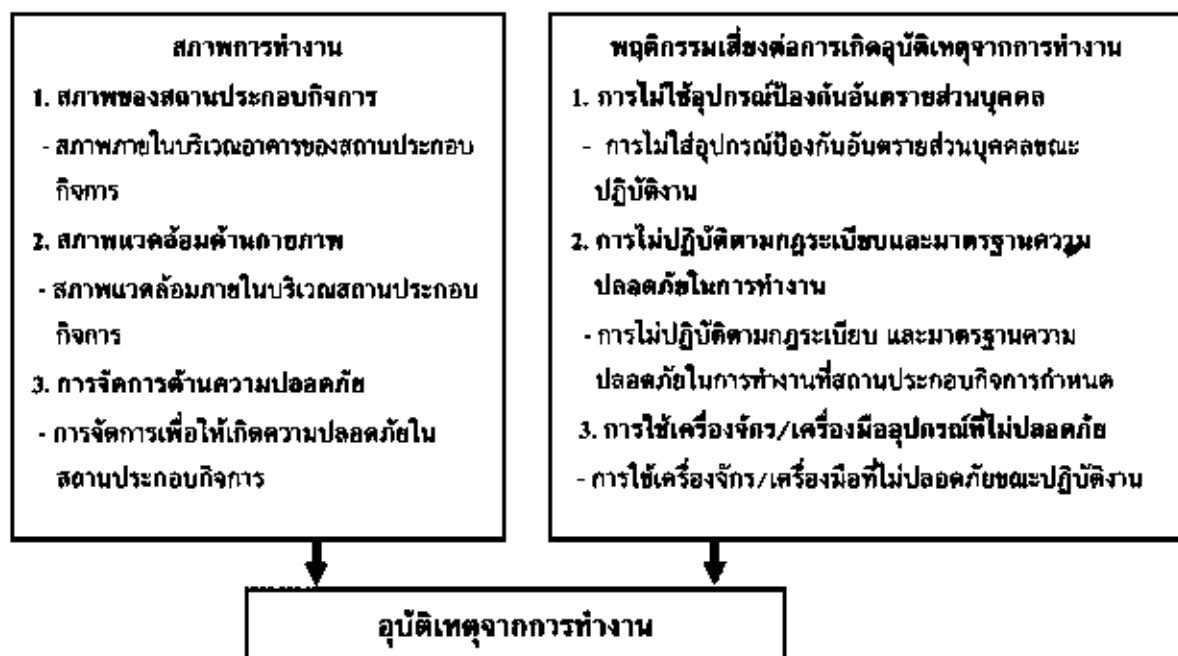 สภาพการทำงาน
1. สภาพของสถานประกอบกิจการ
- สภาพภายในบริเวณอาคารของสถานประกอบ
กิจการ
2. สภาพแวดล้อมด้านกายภาพ
- สภาพแวดล้อมภายในบริเวณสถานประกอบ
กิจการ
3. การจัดการด้านความปลอดภัย
- การจัดการเพื่อให้เกิดความปลอดภัยใน
สถานประกอบกิจการ
พฤติกรรมเสี่ยงต่อการเกิดอุบัติเหตุจากการทำงาน
1. การไม่ใช้อุปกรณ์ป้องกันอันตรายส่วนบุคคล
- การไม่ใส่อุปกรณ์ป้องกันอันตรายส่วนบุคคลขณะ
ปฏิบัติงาน
2. การไม่ปฏิบัติตามกฎระเบียบและมาตรฐานความ
ปลอดภัยในการทำงาน
- การไม่ปฏิบัติตามกฎระเบียบ และมาตรฐานความ
ปลอดภัยในการทำงานที่สถานประกอบกิจการกำหนด
3. การใช้เครื่องจักร/เครื่องมืออุปกรณ์ที่ไม่ปลอดภัย
- การใช้เครื่องจักร/เครื่องมือที่ไม่ปลอดภัยขณะปฏิบัติงาน
อุบัติเหตุจากการทำงาน